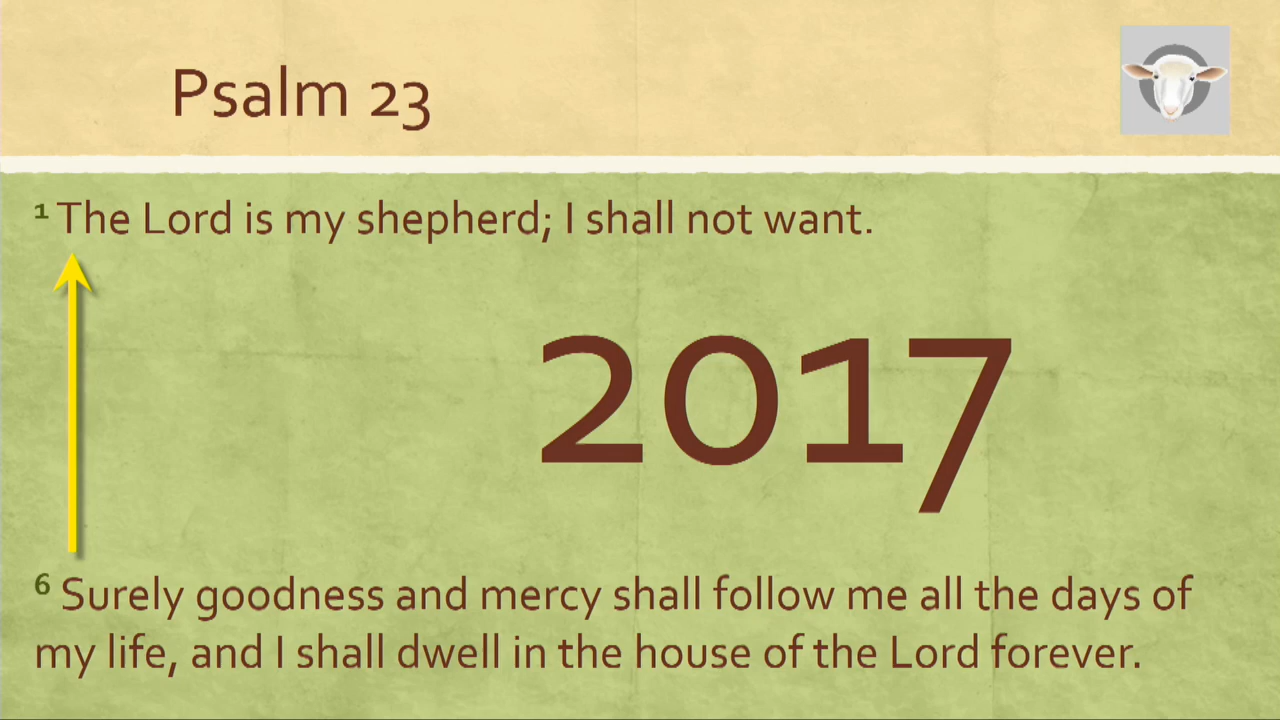 Psalm 23
1 The Lord is my shepherd; I shall not want.
2017
6 Surely goodness and mercy shall follow me all the days of
my life, and I shall dwell in the house of the Lord forever.